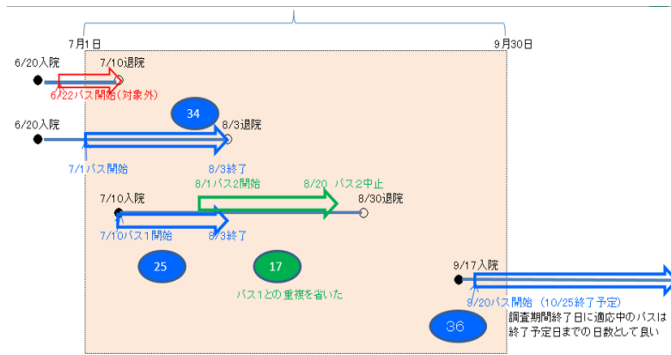 7月1日
9月30日
6/20入院
7/10退院
6/22パス開始(対象外)
6/20入院
34
8/3退院
7/1パス開始
8/3終了
8/1パス2開始
8/20 パス2中止
7/10入院
8/30退院
7/10パス1開始
8/3終了
25
17
パス1との重複を省いた
9/17入院
9/20パス開始 (10/25終了予定)
36
調査期間終了日に適応中のパスは
終了予定日までの日数として良い